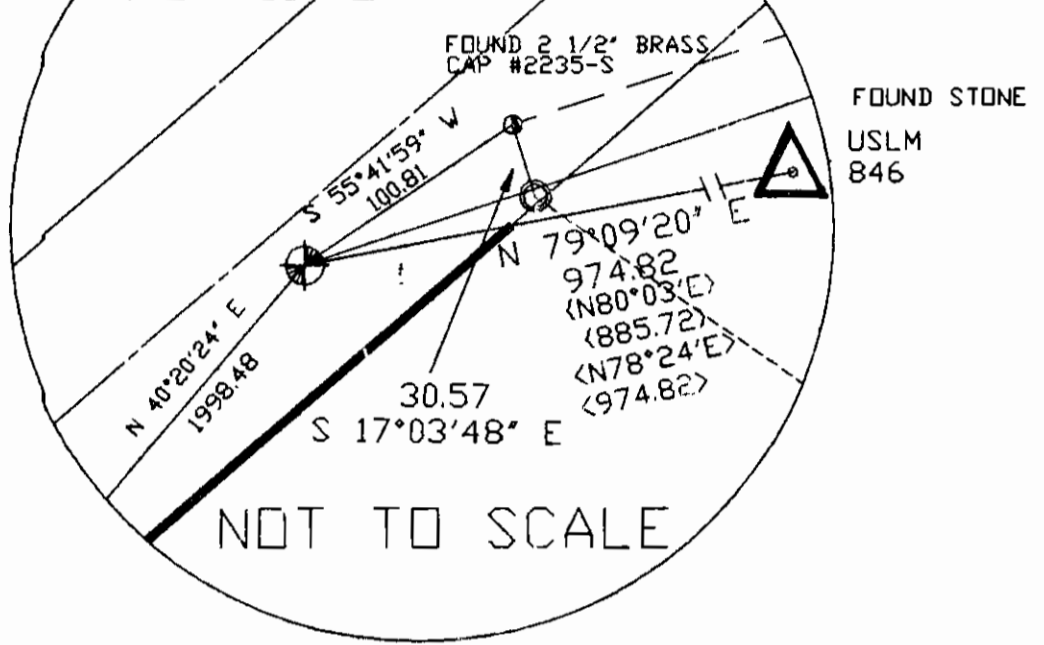 FOUND 2 1/2" BRASS
CAP #2235-S
FOUND STONE
USLM
846
S 55°41'59" W
100.81
N 79°09'20" E
974.82
<N80°03'E>
<885.72>
<N78°24'E>
<974.82>
N 40°20'24" E
1998.48
30.57
S 17°03'48" E
NOT TO SCALE